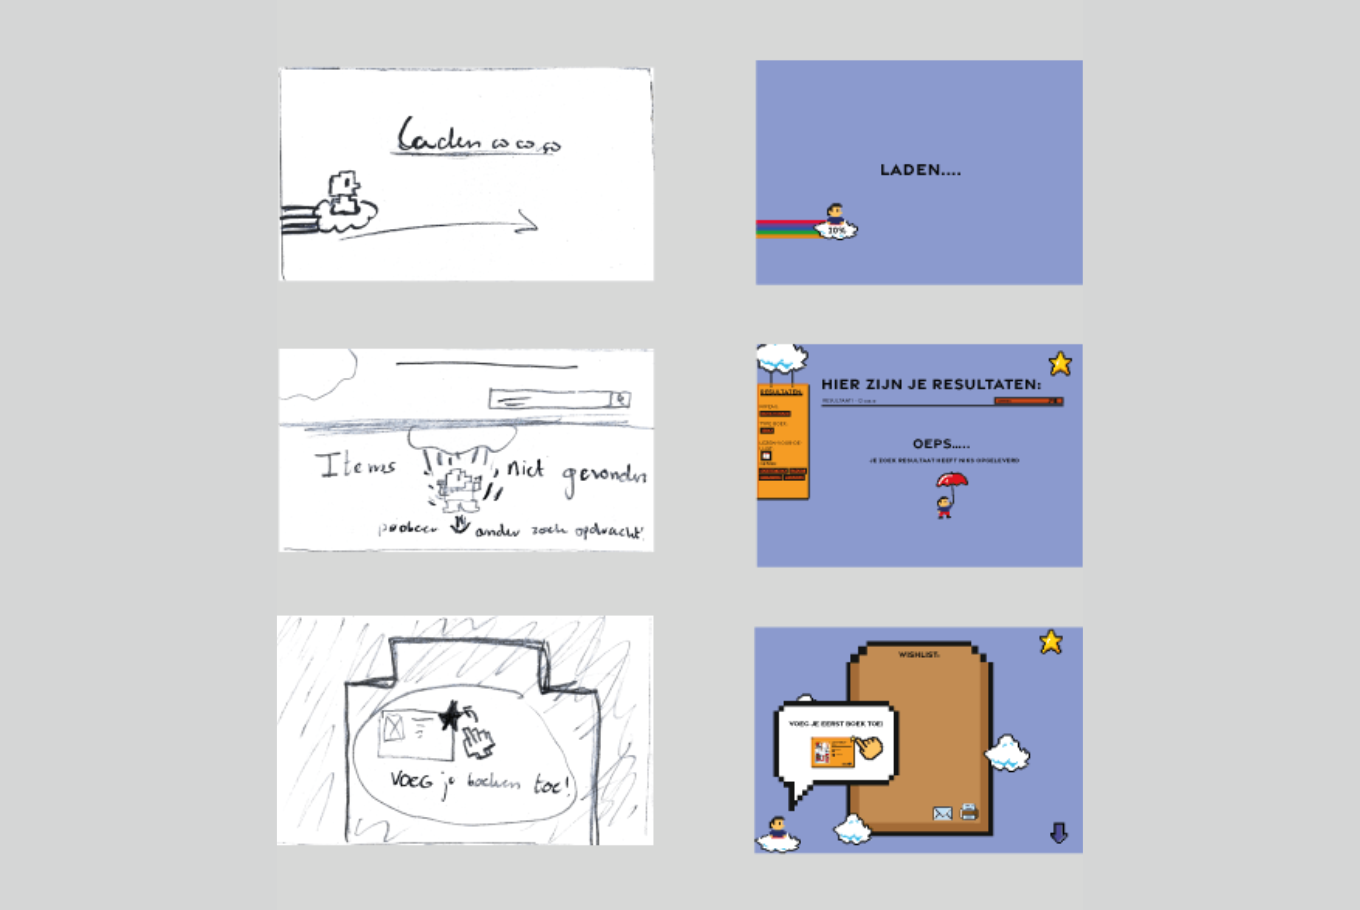 Laden
LADEN....
10%
Items niet gevonden
probeer ander zoek opdracht!
RESULTATEN:
HIER ZIJN JE RESULTATEN:
OEPS.....
JE ZOEK RESULTAAT HEEFT NIKS OPGELEVERD
VOEG je boeken toe!
WISHLIST:
VOEG JE EERST BOEK TOE!